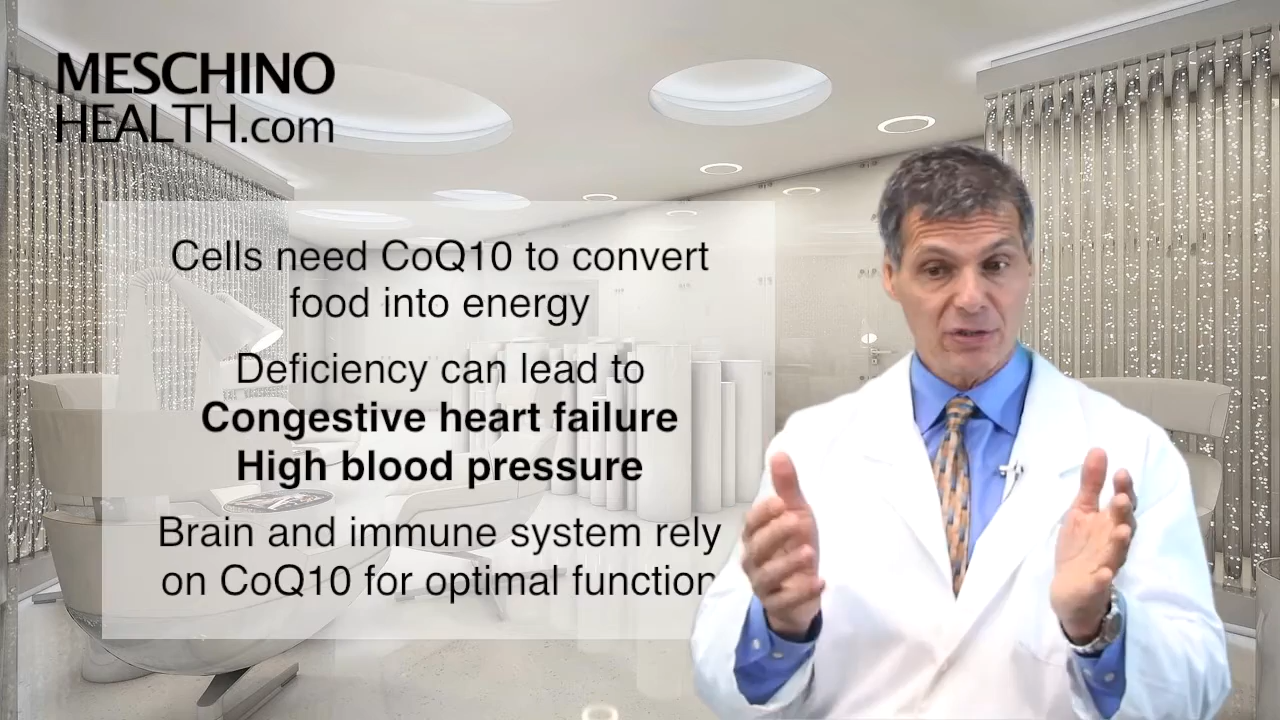 MESCHINO
HEALTH.com
Cells need CoQ10 to convert
food into energy
Deficiency can lead to
Congestive heart failure
High blood pressure
Brain and immune system rely
on CoQ10 for optimal function